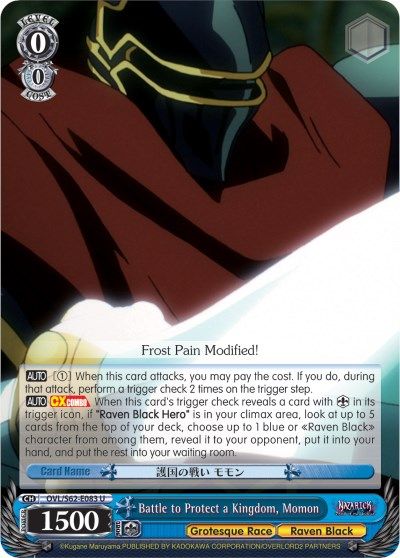 LEVEL
0
0
COST
Frost Pain Modified!
AUTO [①] When this card attacks, you may pay the cost. If you do, during
that attack, perform a trigger check 2 times on the trigger step.
AUTO CXCOMBO When this card's trigger check reveals a card with in its
trigger icon, if "Raven Black Hero" is in your climax area, look at up to 5
cards from the top of your deck, choose up to 1 blue or «Raven Black»
character from among them, reveal it to your opponent, put it into your
hand, and put the rest into your waiting room.
Card Name 護国の戦い モモン
CH OVL/S62-E083 U
Battle to Protect a Kingdom, Momon
NAZARICK
POWER 1500 SOUL
Grotesque Race Raven Black
©Kugane Maruyama,PUBLISHED BY KADOKAWA CORPORATION/OVERLORD2 PARTNERS